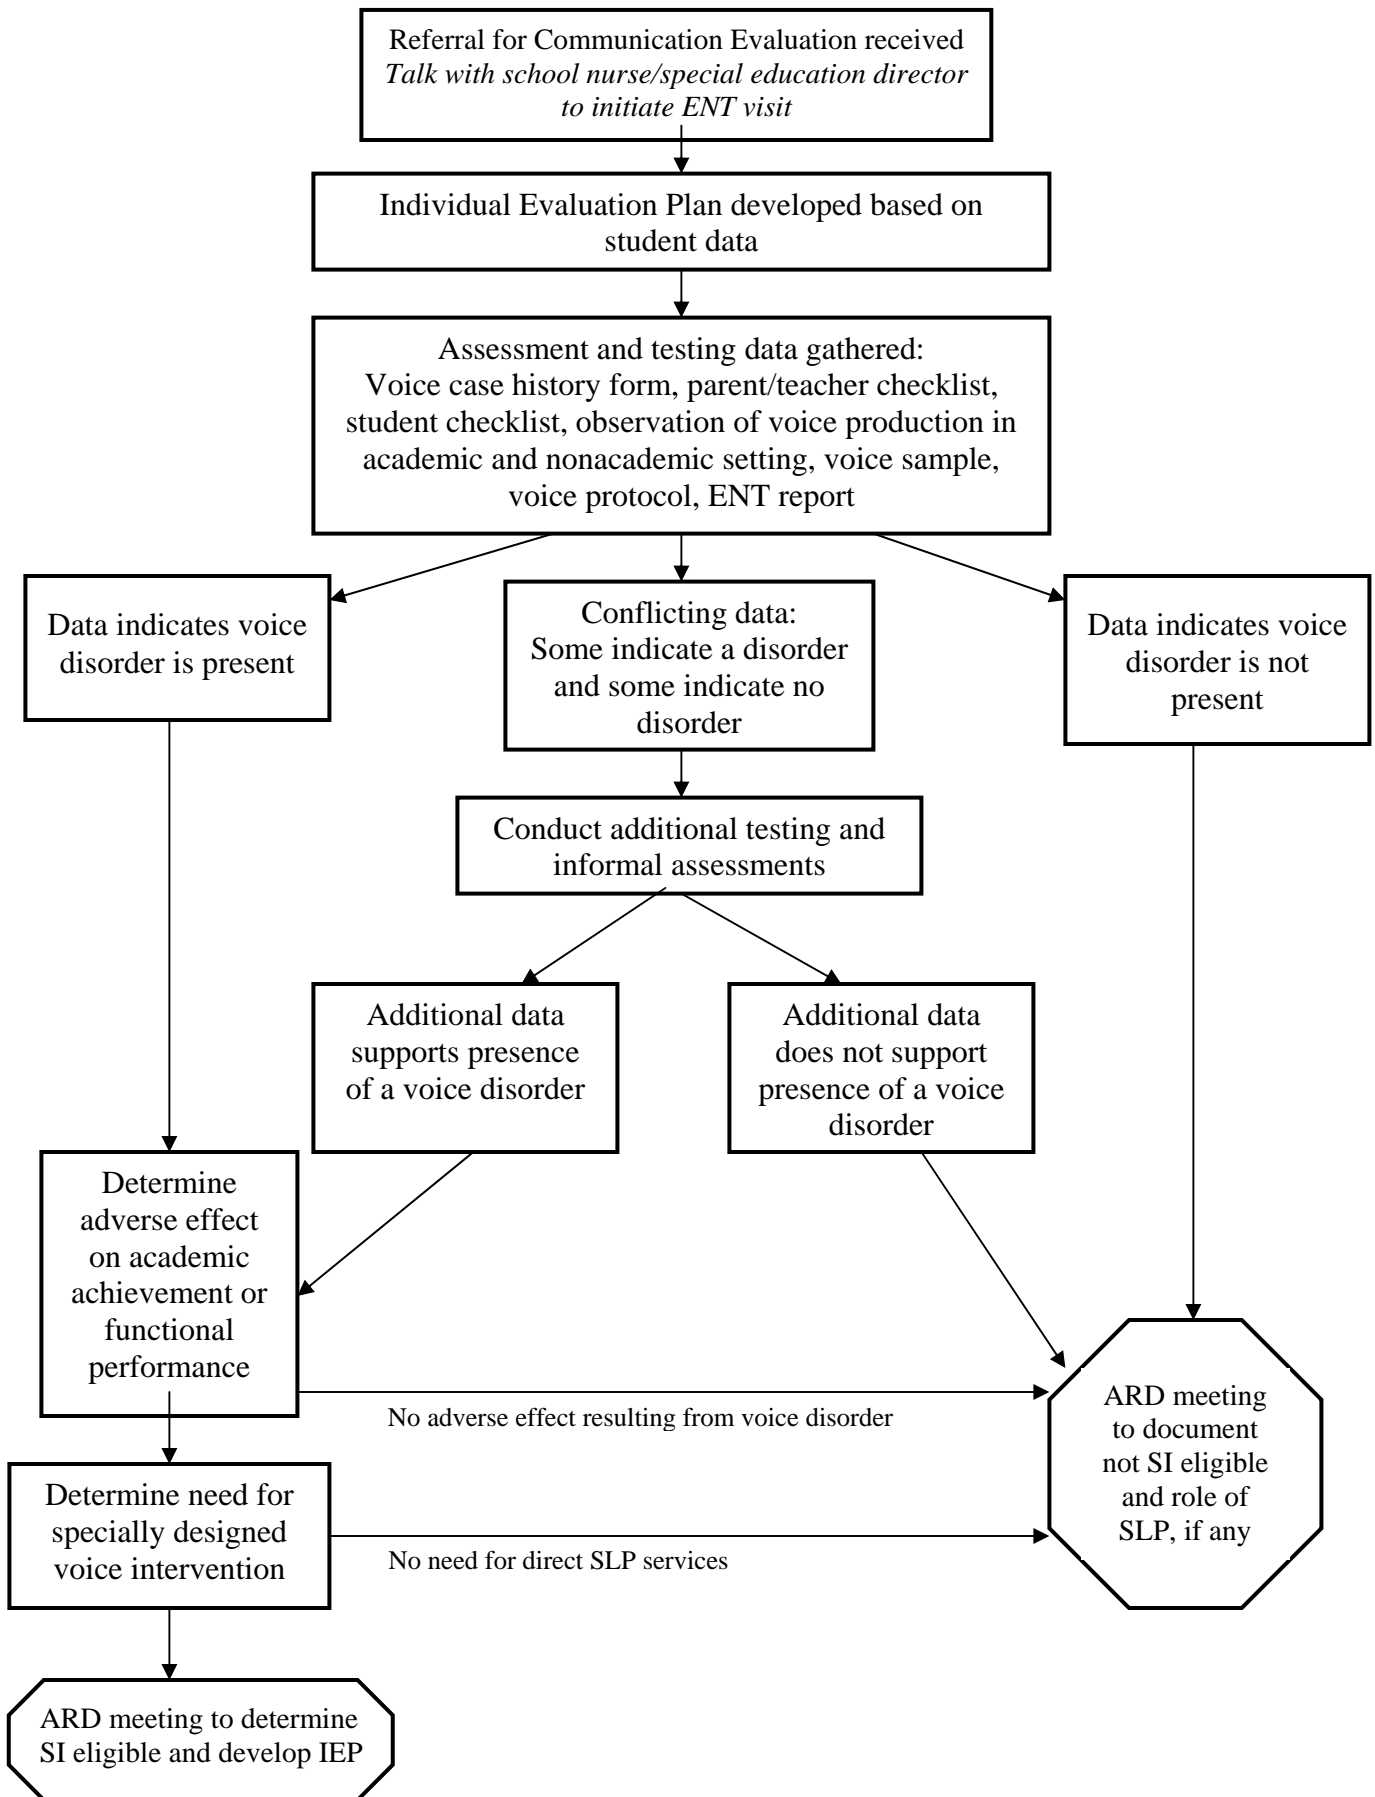 Referral for Communication Evaluation received
Talk with school nurse/special education director
to initiate ENT visit
Individual Evaluation Plan developed based on
student data
Assessment and testing data gathered:
Voice case history form, parent/teacher checklist,
student checklist, observation of voice production in
academic and nonacademic setting, voice sample,
voice protocol, ENT report
Data indicates voice
disorder is present
Conflicting data:
Some indicate a disorder
and some indicate no
disorder
Data indicates voice
disorder is not
present
Conduct additional testing and
informal assessments
Additional data
supports presence
of a voice disorder
Additional data
does not support
presence of a voice
disorder
Determine
adverse effect
on academic
achievement or
functional
performance
No adverse effect resulting from voice disorder
ARD meeting
to document
not SI eligible
and role of
SLP, if any
Determine need for
specially designed
voice intervention
No need for direct SLP services
ARD meeting to determine
SI eligible and develop IEP